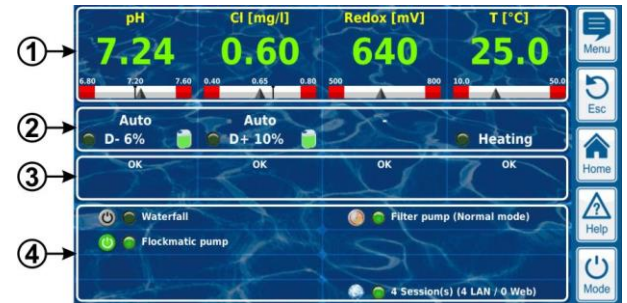 pH Cl [mg/l] Redox [mV] T [°C]
1 7.24 0.60 640 25.0 Menu
6.80 7.20 7.60 0.40 0.65 0.80 500 800 10.0 50.0
Esc
2 Auto Auto -
D- 6% D+ 10% Heating
Home
3 OK OK OK OK
4 Waterfall Filter pump (Normal mode)
Help
Flockmatic pump
4 Session(s) (4 LAN / 0 Web) Mode